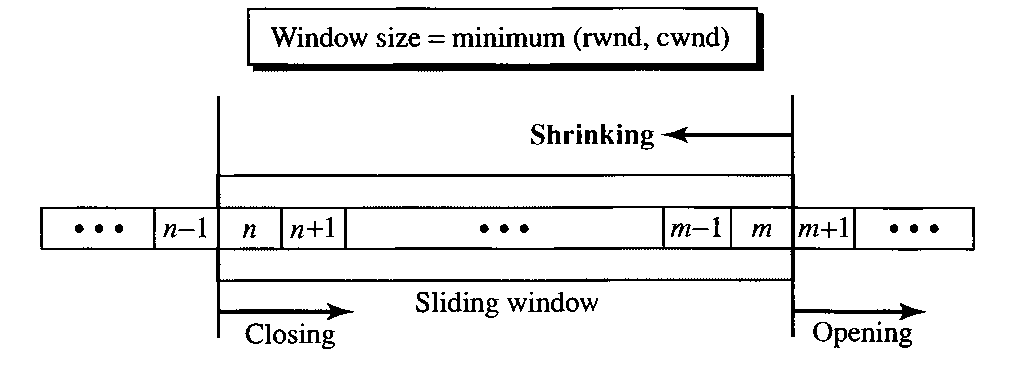 Window size = minimum (rwnd, cwnd)
Shrinking
••• n–1 n n+1 ••• m–1 m m+1 •••
Sliding window
Closing
Opening